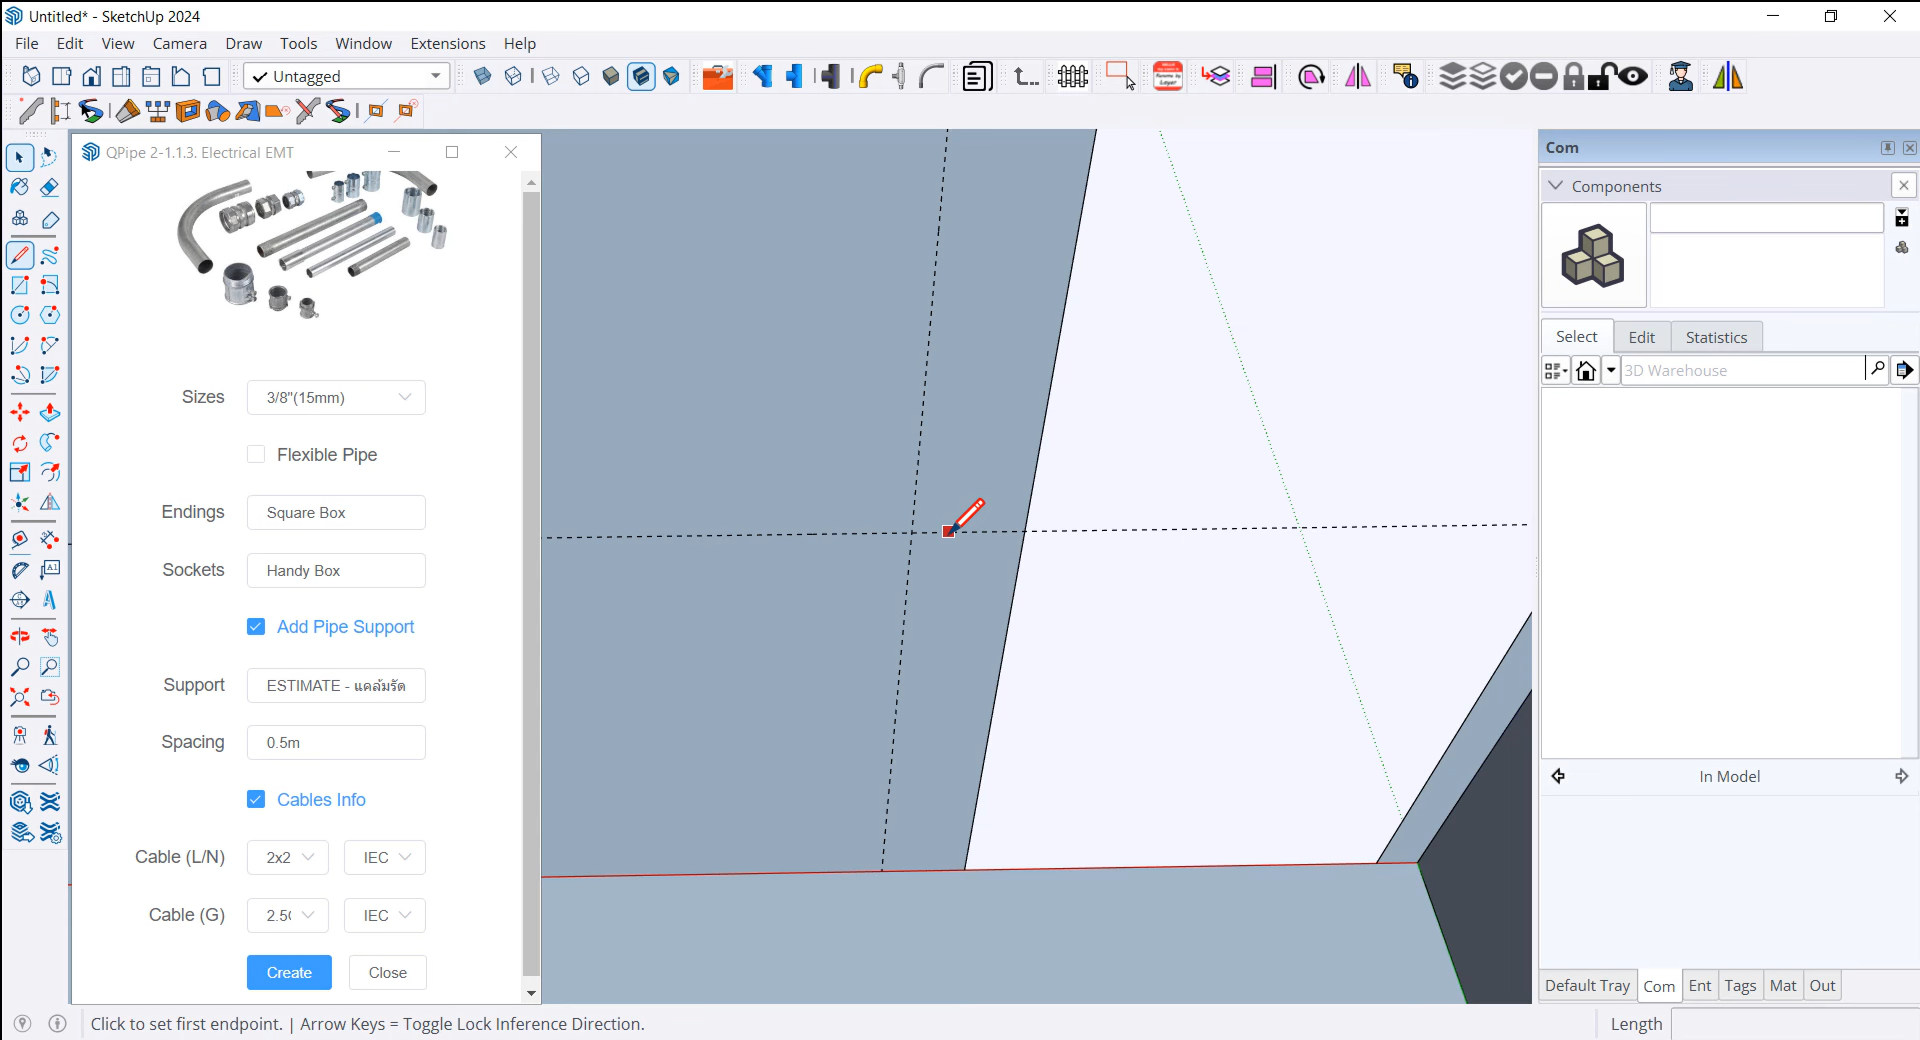 Untitled* - SketchUp 2024
File Edit View Camera Draw Tools Window Extensions Help
Untagged
QPipe 2-1.1.3. Electrical EMT
Sizes 3/8"(15mm)
Flexible Pipe
Endings Square Box
Sockets Handy Box
Add Pipe Support
Support ESTIMATE - แคล้มรัด
Spacing 0.5m
Cables Info
Cable (L/N) 2x2 IEC
Cable (G) 2.5( IEC
Create Close
Com
Components
Select Edit Statistics
3D Warehouse
In Model
Default Tray Com Ent Tags Mat Out
Click to set first endpoint. | Arrow Keys = Toggle Lock Inference Direction.
Length